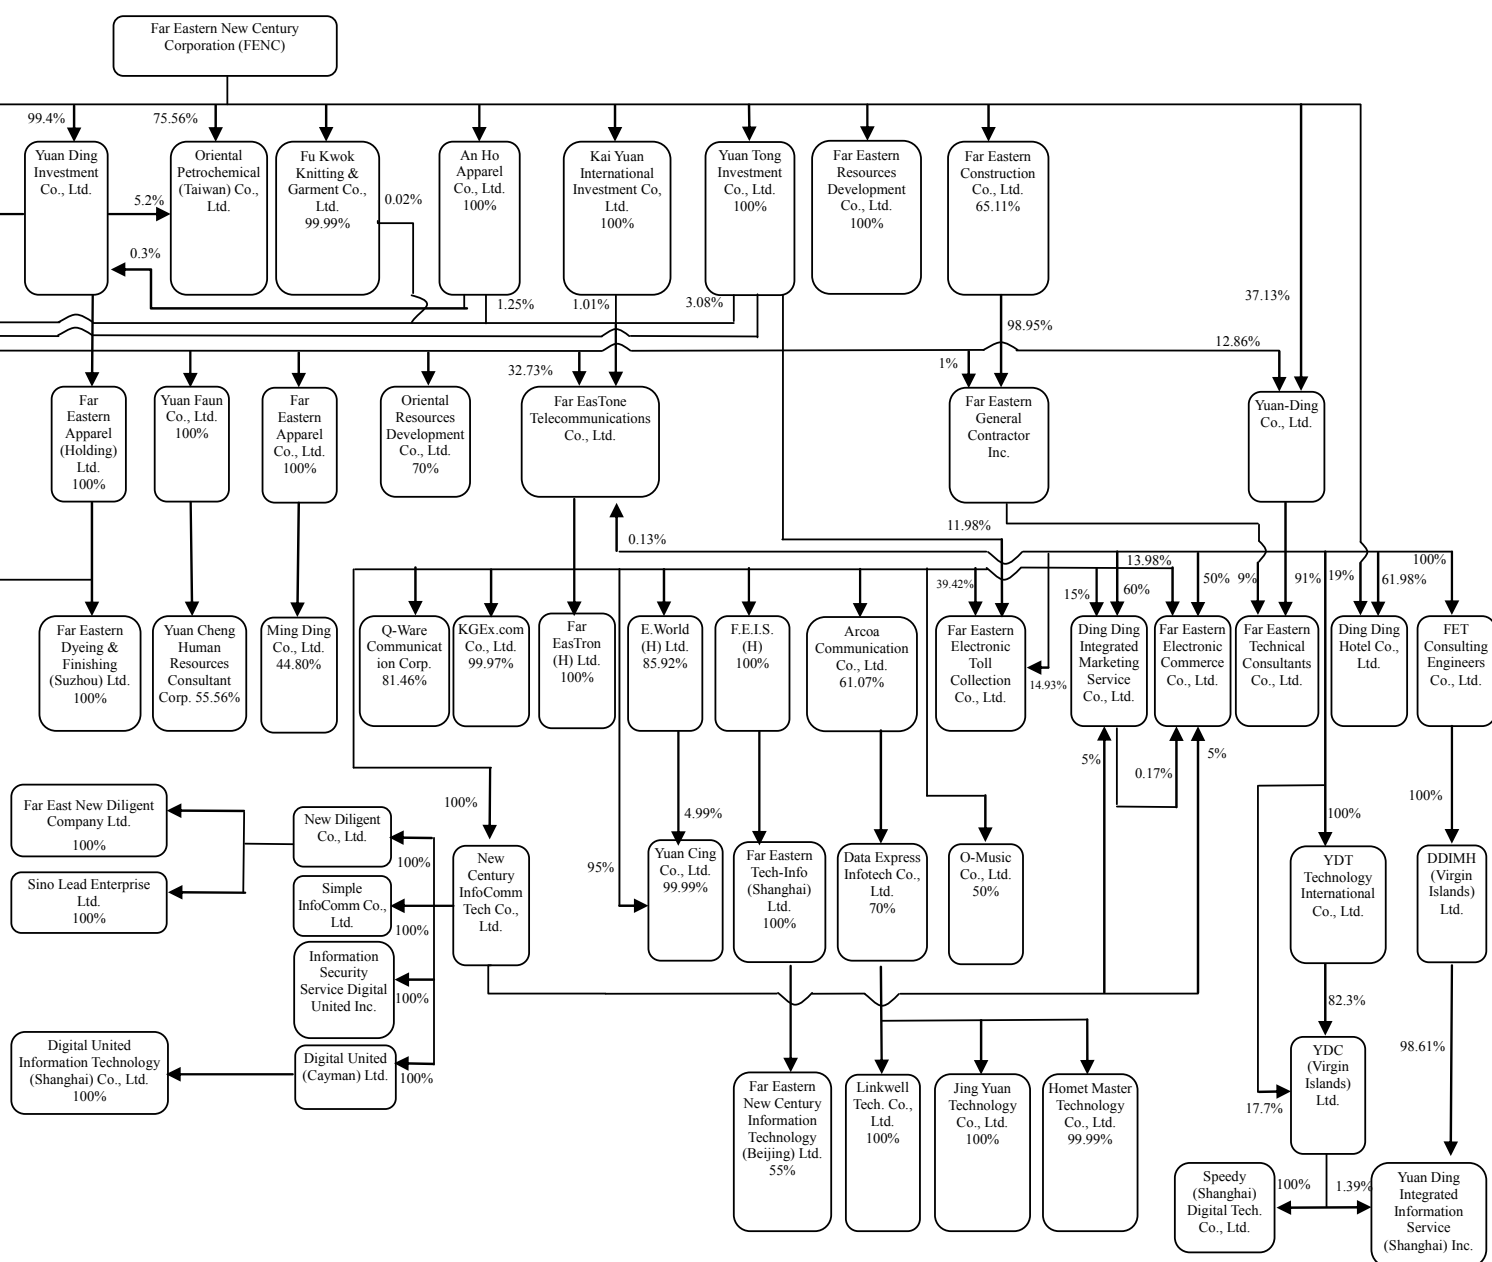 Far Eastern New Century
Corporation (FENC)
99.4%
75.56%
Yuan Ding
Investment
Co., Ltd.
Oriental
Petrochemical
(Taiwan) Co.,
Ltd.
Fu Kwok
Knitting &
Garment Co.,
Ltd.
99.99%
An Ho
Apparel
Co., Ltd.
100%
Kai Yuan
International
Investment Co,
Ltd.
100%
Yuan Tong
Investment
Co., Ltd.
100%
Far Eastern
Resources
Development
Co., Ltd.
100%
Far Eastern
Construction
Co., Ltd.
65.11%
5.2%
0.02%
0.3%
1.25%
1.01%
3.08%
37.13%
98.95%
12.86%
1%
32.73%
Far
Eastern
Apparel
(Holding)
Ltd.
100%
Yuan Faun
Co., Ltd.
100%
Far
Eastern
Apparel
Co., Ltd.
100%
Oriental
Resources
Development
Co., Ltd.
70%
Far EasTone
Telecommunications
Co., Ltd.
Far Eastern
General
Contractor
Inc.
Yuan-Ding
Co., Ltd.
11.98%
0.13%
13.98%
100%
39.42%
15%
60%
50%
9%
91%
19%
61.98%
Far Eastern
Dyeing &
Finishing
(Suzhou) Ltd.
100%
Yuan Cheng
Human
Resources
Consultant
Corp. 55.56%
Ming Ding
Co., Ltd.
44.80%
Q-Ware
Communicat
ion Corp.
81.46%
KGEx.com
Co., Ltd.
99.97%
Far
EasTron
(H) Ltd.
100%
E.World
(H) Ltd.
85.92%
F.E.I.S.
(H)
100%
Arcoa
Communication
Co., Ltd.
61.07%
Far Eastern
Electronic
Toll
Collection
Co., Ltd.
14.93%
Ding Ding
Integrated
Marketing
Service
Co., Ltd.
Far Eastern
Electronic
Commerce
Co., Ltd.
Far Eastern
Technical
Consultants
Co., Ltd.
Ding Ding
Hotel Co.,
Ltd.
FET
Consulting
Engineers
Co., Ltd.
5%
0.17%
5%
100%
4.99%
100%
100%
95%
Far East New Diligent
Company Ltd.
100%
Sino Lead Enterprise
Ltd.
100%
New Diligent
Co., Ltd.
100%
Simple
InfoComm Co.,
Ltd.
100%
Information
Security
Service Digital
United Inc.
100%
Digital United
(Cayman) Ltd.
100%
Digital United
Information Technology
(Shanghai) Co., Ltd.
100%
New
Century
InfoComm
Tech Co.,
Ltd.
Yuan Cing
Co., Ltd.
99.99%
Far Eastern
Tech-Info
(Shanghai)
Ltd.
100%
Data Express
Infotech Co.,
Ltd.
70%
O-Music
Co., Ltd.
50%
YDT
Technology
International
Co., Ltd.
DDIMH
(Virgin
Islands)
Ltd.
82.3%
98.61%
17.7%
YDC
(Virgin
Islands)
Ltd.
Far Eastern
New Century
Information
Technology
(Beijing) Ltd.
55%
Linkwell
Tech. Co.,
Ltd.
100%
Jing Yuan
Technology
Co., Ltd.
100%
Homet Master
Technology
Co., Ltd.
99.99%
100%
1.39%
Speedy
(Shanghai)
Digital Tech.
Co., Ltd.
Yuan Ding
Integrated
Information
Service
(Shanghai) Inc.